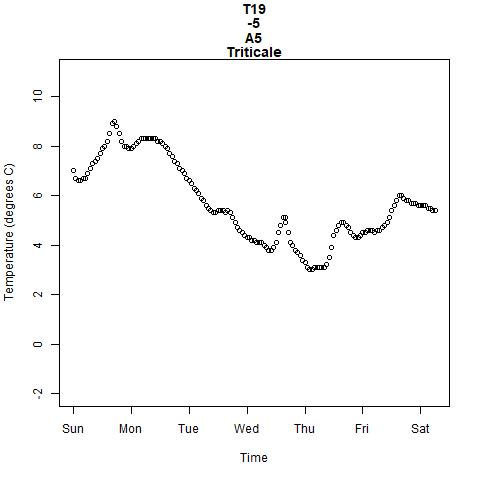 T19
-5
A5
Triticale
Temperature (degrees C)
10
8
6
4
2
0
-2
Sun Mon Tue Wed Thu Fri Sat
Time